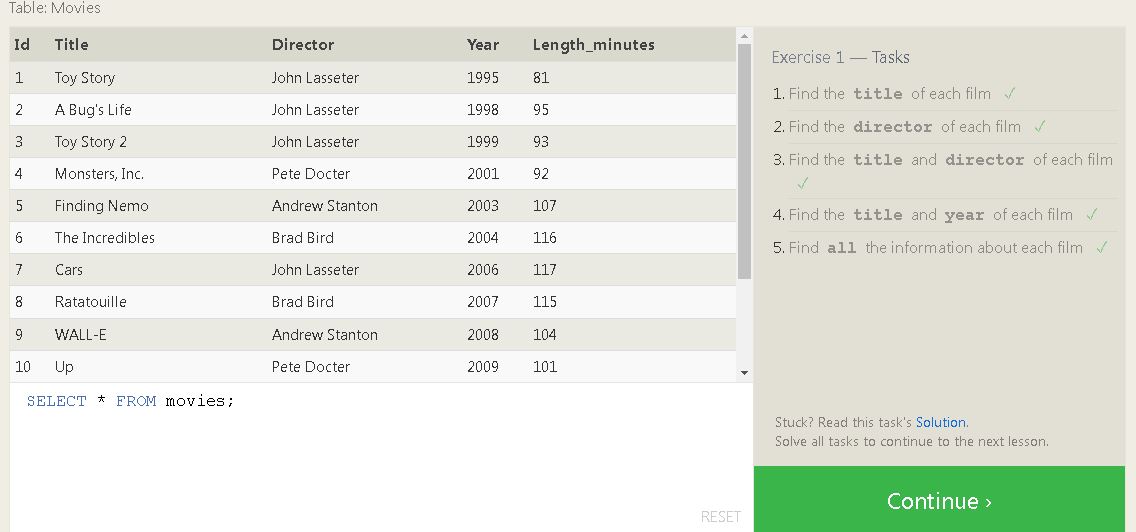 Table: Movies
Id Title Director Year Length_minutes
1 Toy Story John Lasseter 1995 81
2 A Bug's Life John Lasseter 1998 95
3 Toy Story 2 John Lasseter 1999 93
4 Monsters, Inc. Pete Docter 2001 92
5 Finding Nemo Andrew Stanton 2003 107
6 The Incredibles Brad Bird 2004 116
7 Cars John Lasseter 2006 117
8 Ratatouille Brad Bird 2007 115
9 WALL-E Andrew Stanton 2008 104
10 Up Pete Docter 2009 101
SELECT * FROM movies;
RESET
Exercise 1 — Tasks
1. Find the title of each film ✓
2. Find the director of each film ✓
3. Find the title and director of each film
✓
4. Find the title and year of each film ✓
5. Find all the information about each film ✓
Stuck? Read this task's Solution.
Solve all tasks to continue to the next lesson.
Continue ›